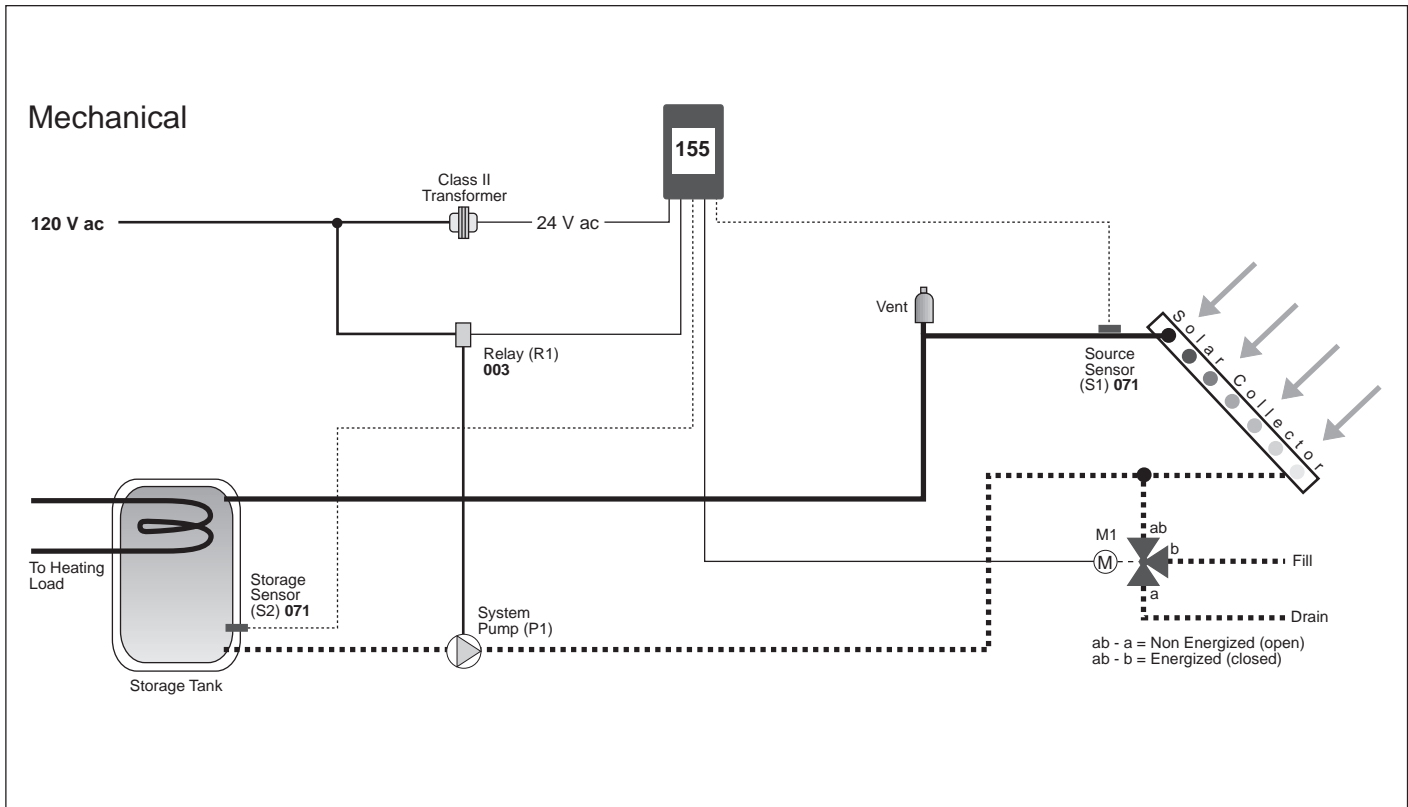 Mechanical
155
Class II
Transformer
120 V ac
24 V ac
Vent
Relay (R1)
003
Source
Sensor
(S1) 071
Solar Collector
M1
ab
b
M
Fill
a
To Heating
Load
Storage
Sensor
(S2) 071
System
Pump (P1)
Drain
ab - a = Non Energized (open)
ab - b = Energized (closed)
Storage Tank